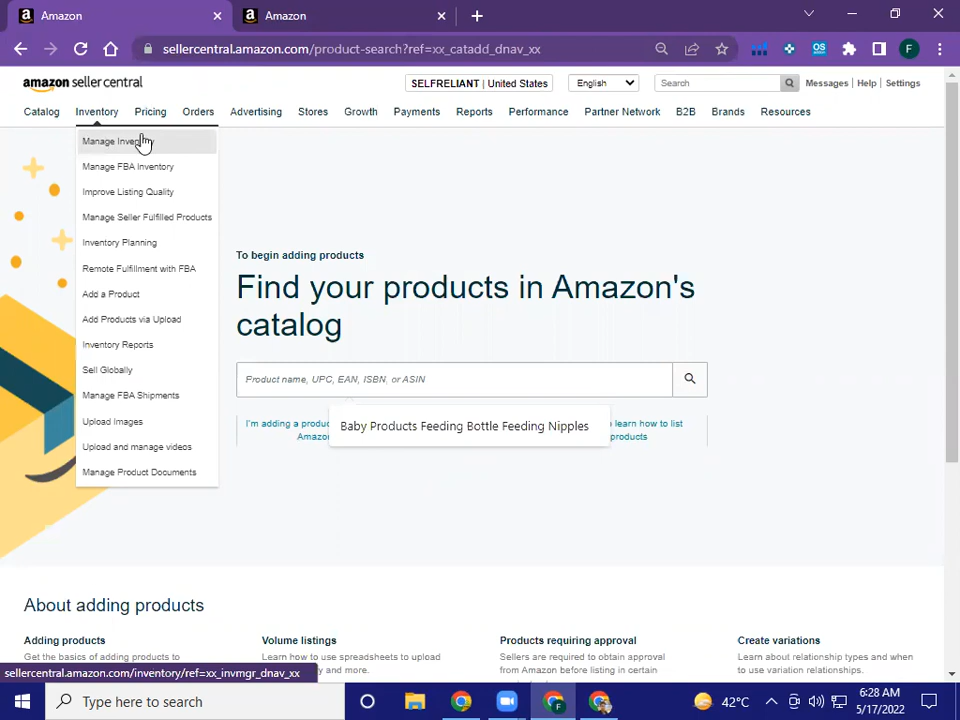 Amazon
Amazon
sellercentral.amazon.com/product-search?ref=xx_catadd_dnav_xx
OS
F
amazon seller central
SELFRELIANT | United States
English
Search
Messages | Help | Settings
Catalog Inventory Pricing Orders Advertising Stores Growth Payments Reports Performance Partner Network B2B Brands Resources
Manage FBA Inventory
Improve Listing Quality
Manage Seller Fulfilled Products
Inventory Planning
Remote Fulfillment with FBA
Add a Product
Add Products via Upload
Inventory Reports
Sell Globally
Manage FBA Shipments
Upload Images
Upload and manage videos
Manage Product Documents
To begin adding products
Find your products in Amazon's
catalog
Product name, UPC, EAN, ISBN, or ASIN
I'm adding a to learn how to list
products
Baby Products Feeding Bottle Feeding Nipples
About adding products
Adding products
Get the basics of adding products to
Volume listings
Learn how to use spreadsheets to upload
and more.
Products requiring approval
Sellers are required to obtain approval
from Amazon before listing in certain
Create variations
Learn about relationship types and when
to use variation relationships.
sellercentral.amazon.com/inventory/ref=xx_invmgr_dnav_xx
Type here to search
F
42°C
6:28 AM
5/17/2022